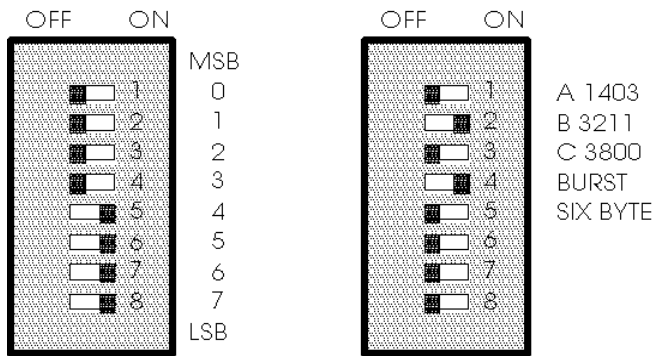 OFF ON
MSB
1 0
2 1
3 2
4 3
5 4
6 5
7 6
8 7
LSB
OFF ON
1 A 1403
2 B 3211
3 C 3800
4 BURST
5 SIX BYTE
6
7
8